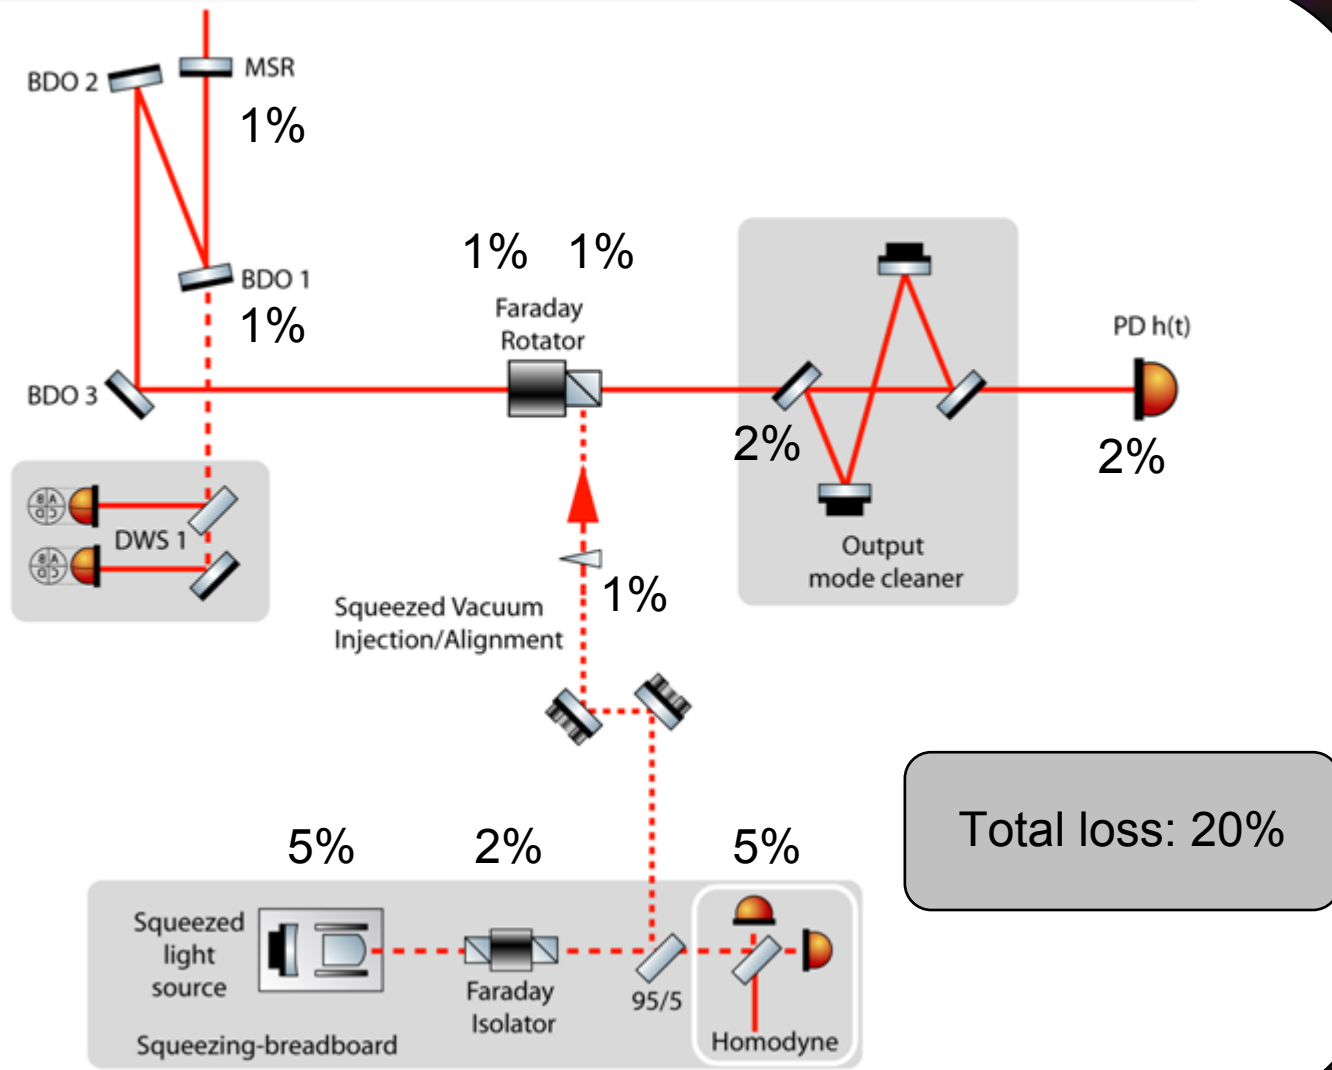 MSR
BDO 2
1%
BDO 1
1%
1% 1%
Faraday
Rotator
PD h(t)
BDO 3
2%
2%
A B
C D
DWS 1
A B
C D
Output
mode cleaner
1%
Squeezed Vacuum
Injection/Alignment
Total loss: 20%
5% 2% 5%
Squeezed
light
source
Faraday
Isolator
95/5
Homodyne
Squeezing-breadboard